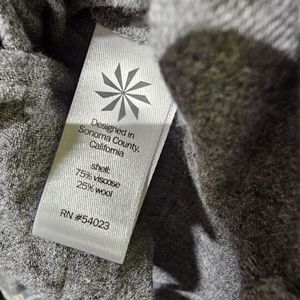 Designed in
Sonoma County,
California
shell:
75% viscose
25% wool
RN #54023